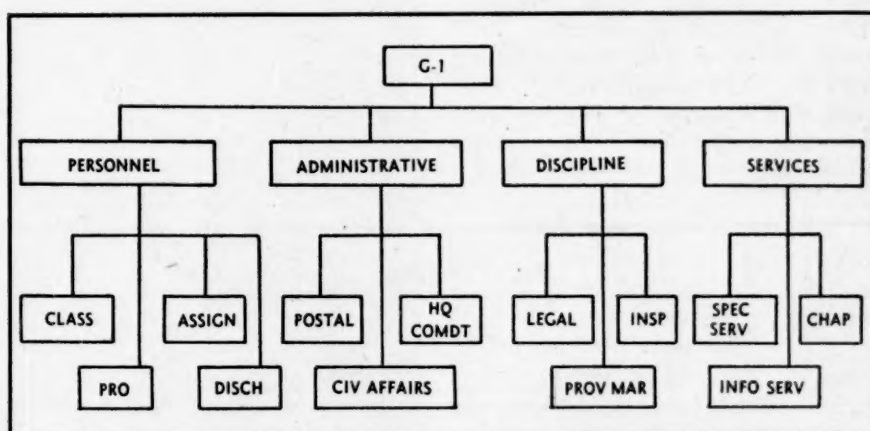 G-1
PERSONNEL
ADMINISTRATIVE
DISCIPLINE
SERVICES
CLASS
ASSIGN
POSTAL
HQ
COMDT
LEGAL
INSP
SPEC
SERV
CHAP
PRO
DISCH
CIV AFFAIRS
PROV MAR
INFO SERV